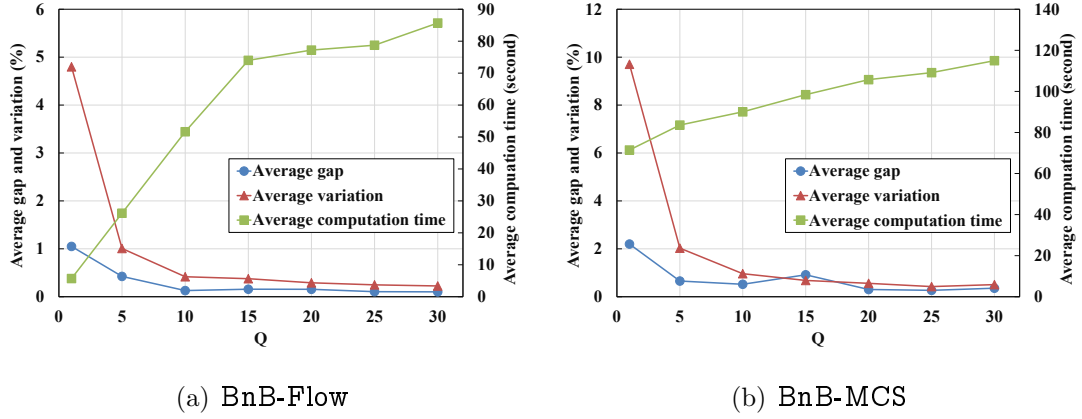 Average gap and variation (%)
6
5
4
3
2
1
0
90
80
70
60
50
40
30
20
10
0
Average compuation time (second)
Average gap
Average variation
Average computation time
0 5 10 15 20 25 30
Q
(a) BnB-Flow
Average gap and variation (%)
12
10
8
6
4
2
0
140
120
100
80
60
40
20
0
Average compuation time (second)
Average gap
Average variation
Average computation time
0 5 10 15 20 25 30
Q
(b) BnB-MCS